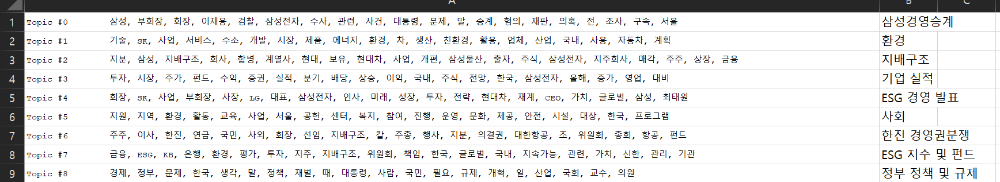 A B C
1 Topic #0 삼성, 부회장, 회장, 이재용, 검찰, 삼성전자, 수사, 관련, 사건, 대통령, 문제, 말, 승계, 혐의, 재판, 의혹, 전, 조사, 구속, 서울 삼성경영승계
2 Topic #1 기술, SK, 사업, 서비스, 수소, 개발, 시장, 제품, 에너지, 환경, 차, 생산, 친환경, 활용, 업체, 산업, 국내, 사용, 자동차, 계획 환경
3 Topic #2 지분, 삼성, 지배구조, 회사, 합병, 계열사, 현대, 보유, 현대차, 사업, 개편, 삼성물산, 출자, 주식, 삼성전자, 지주회사, 매각, 주주, 상장, 금융 지배구조
4 Topic #3 투자, 시장, 주가, 펀드, 수익, 증권, 실적, 분기, 배당, 상승, 이익, 국내, 주식, 전망, 한국, 삼성전자, 올해, 증가, 영업, 대비 기업 실적
5 Topic #4 회장, SK, 사업, 부회장, 사장, LG, 대표, 삼성전자, 인사, 미래, 성장, 투자, 전략, 현대차, 재계, CEO, 가치, 글로벌, 삼성, 최태원 ESG 경영 발표
6 Topic #5 지원, 지역, 환경, 활동, 교육, 사업, 서울, 공헌, 센터, 복지, 참여, 진행, 운영, 문화, 제공, 안전, 시설, 대상, 한국, 프로그램 사회
7 Topic #6 주주, 이사, 한진, 연금, 국민, 사외, 회장, 선임, 지배구조, 칼, 주총, 행사, 지분, 의결권, 대한항공, 조, 위원회, 총회, 항공, 펀드 한진 경영권분쟁
8 Topic #7 금융, ESG, KB, 은행, 환경, 평가, 투자, 지주, 지배구조, 위원회, 책임, 한국, 글로벌, 국내, 지속가능, 관련, 가치, 신한, 관리, 기관 ESG 지수 및 펀드
9 Topic #8 경제, 정부, 문제, 한국, 생각, 말, 정책, 재벌, 때, 대통령, 사람, 국민, 필요, 규제, 개혁, 일, 산업, 국회, 교수, 의원 정부 정책 및 규제